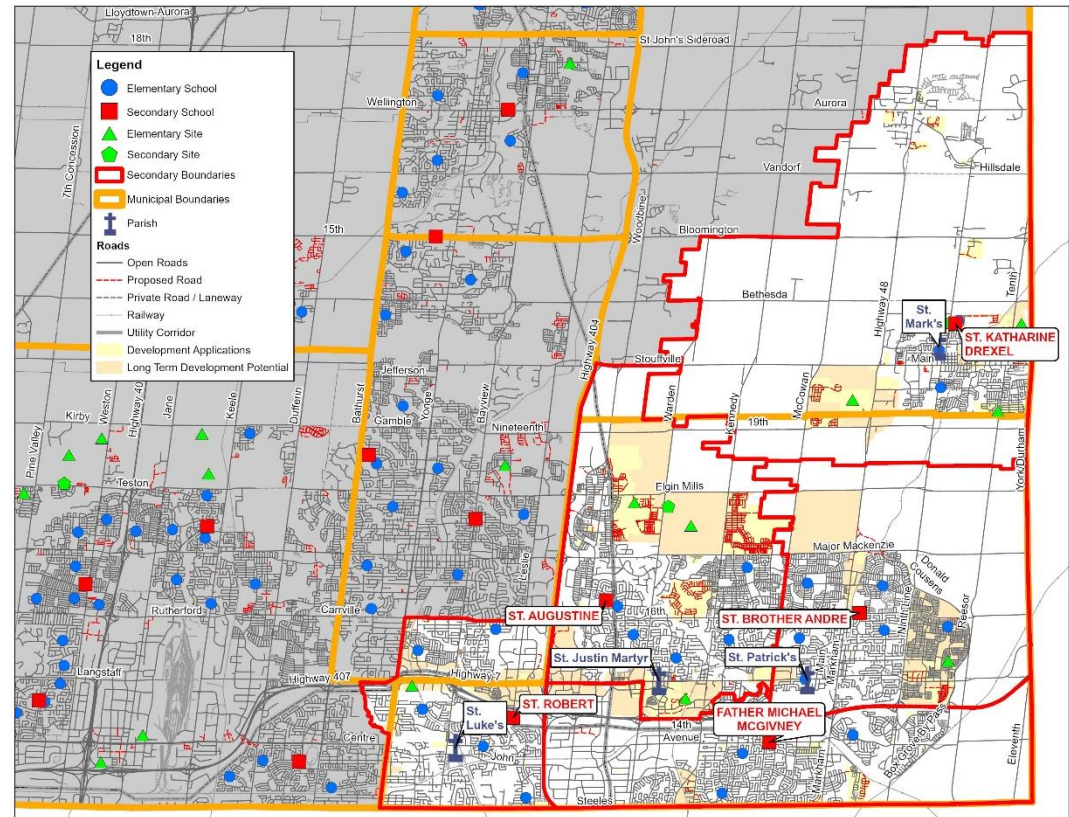 Lloydtown-Aurora
18th
St John's Sideroad
Legend
Elementary School
Secondary School
Elementary Site
Secondary Site
Secondary Boundaries
Municipal Boundaries
Parish
Roads
Open Roads
Proposed Road
Private Road / Laneway
Railway
Utility Corridor
Development Applications
Long Term Development Potential
7th Concession
Wellington
Aurora
Vandorf
Hillsdale
Woodbine
15th
Bloomington
Bethesda
Highway 48
Tenth
St.
Mark's
ST. KATHARINE
DREXEL
Main
Highway 404
Stouffville
Jefferson
Kirby
Weston
Highway 40
Jane
Keele
Dufferin
Bathurst
Gamble
Yonge
Bayview
Nineteenth
Warden
Kennedy
McCowan
19th
York/Durham
Pine Valley
Teston
Elgin Mills
Leslie
Major Mackenzie
Donald
Cousens
Rutherford
Carrville
ST. AUGUSTINE
16th
ST. BROTHER ANDRE
Ninth Line
Reesor
Main
Markham
Langstaff
Highway 407
Highway 7
St. Justin Martyr
St. Patrick's
St.
Luke's
ST. ROBERT
Centre
14th
Avenue
FATHER MICHAEL
MCGIVNEY
John
Markham
Box Grove By-Pass
Eleventh
Steeles